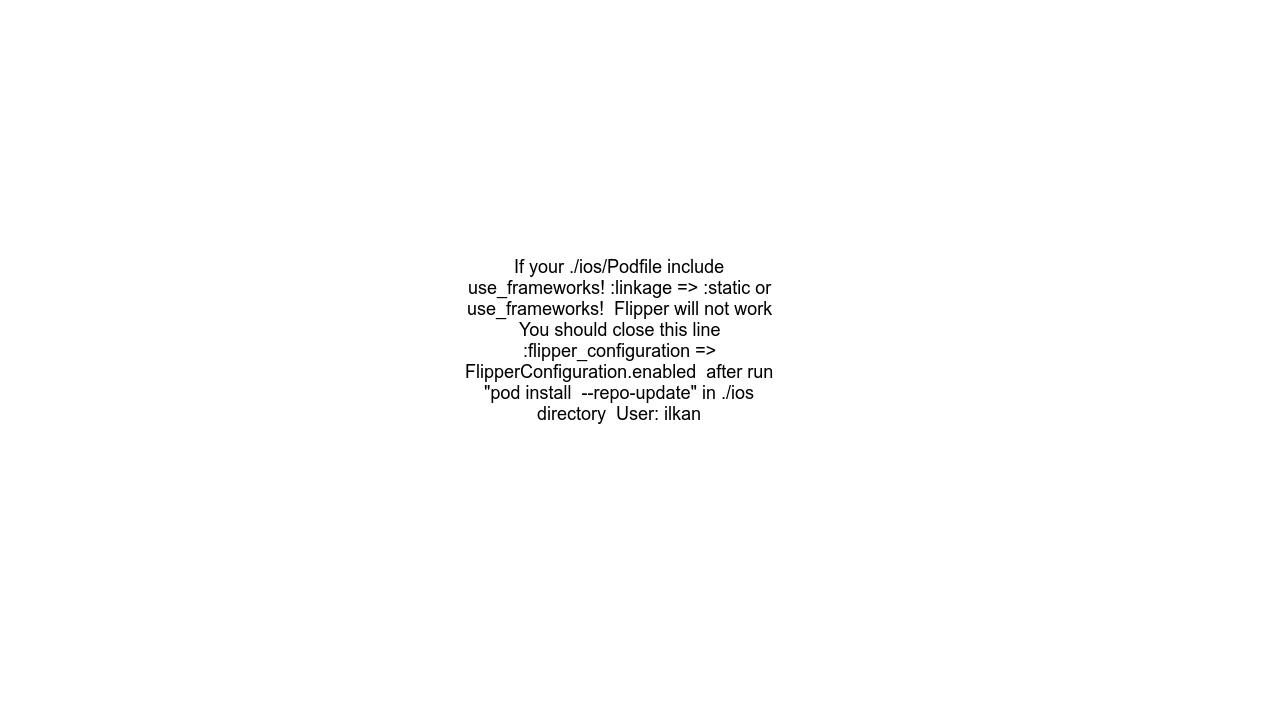 If your ./ios/Podfile include
use_frameworks! :linkage => :static or
use_frameworks!  Flipper will not work
You should close this line
:flipper_configuration =>
FlipperConfiguration.enabled  after run
"pod install  --repo-update" in ./ios
directory  User: ilkan